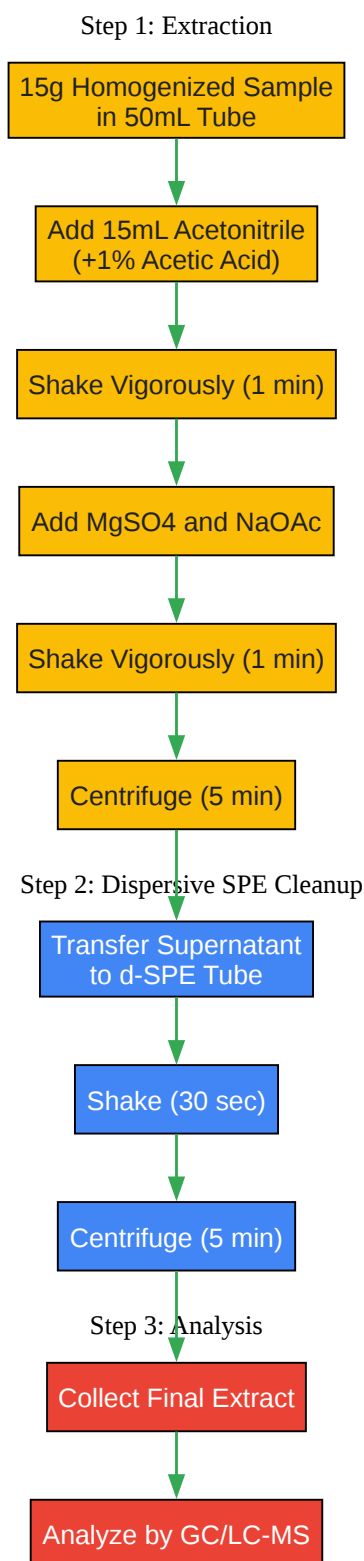 Step 1: Extraction
15g Homogenized Sample
in 50mL Tube
Add 15mL Acetonitrile
(+1% Acetic Acid)
Shake Vigorously (1 min)
Add MgSO4 and NaOAc
Shake Vigorously (1 min)
Centrifuge (5 min)
Step 2: Dispersive SPE Cleanup
Transfer Supernatant
to d-SPE Tube
Shake (30 sec)
Centrifuge (5 min)
Step 3: Analysis
Collect Final Extract
Analyze by GC/LC-MS